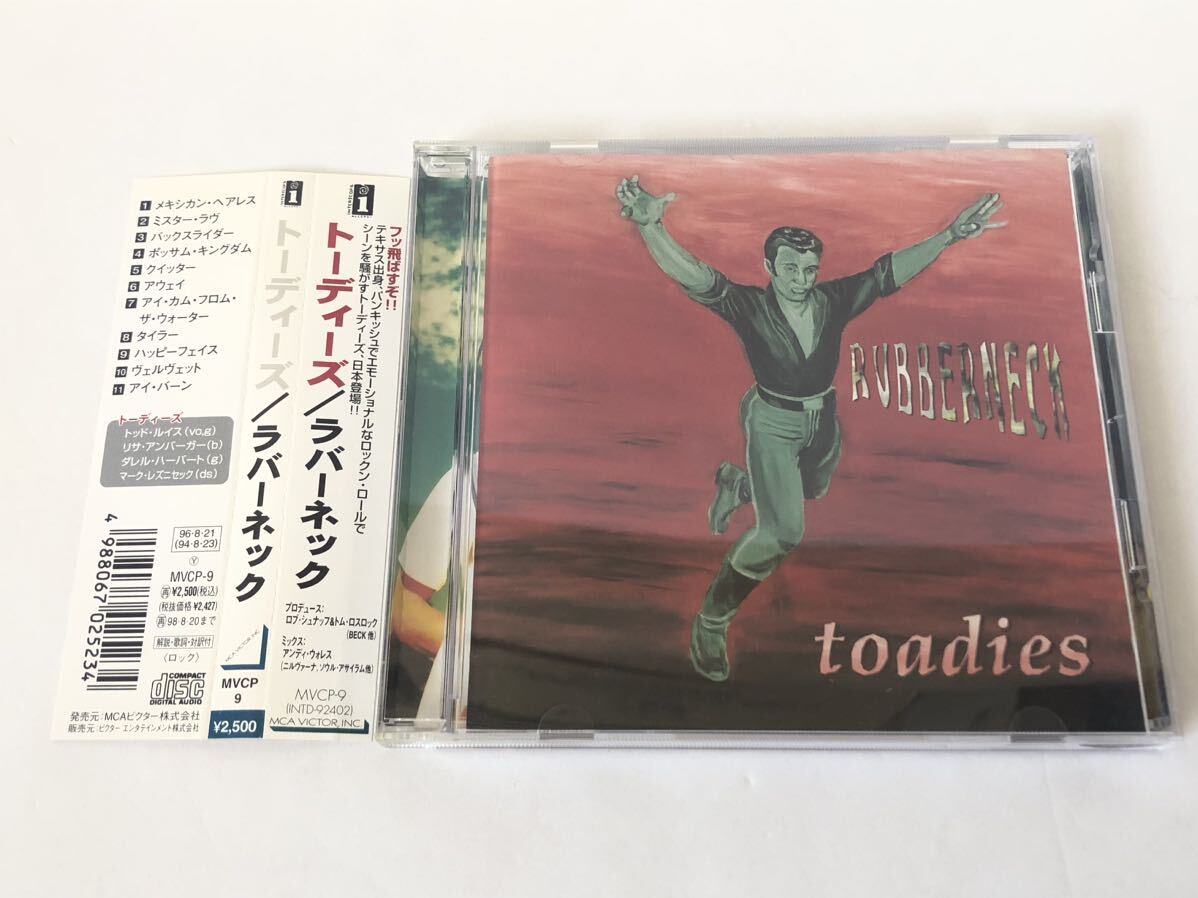 1 メキシカン・ヘアレス
2 ミスター・ラヴ
3 バックスライダー
4 ポッサム・キングダム
5 クイッター
6 アウェイ
7 アイ・カム・フロム・
ザ・ウォーター
8 タイラー
9 ハッピーフェイス
10 ヴェルヴェット
11 アイ・バーン
トーディーズ
トッド・ルイス(vo,g)
リサ・アンバーガー(b)
ダレル・ハーバート(g)
マーク・レズニセック(ds)
4 988067 025234
96・8・21
(94・8・23)
Ⓨ
MVCP-9
再¥2,500(税込)
(税抜価格¥2,427)
再98・8・20まで
解説・歌詞・対訳付
〈ロック〉
COMPACT
disc
DIGITAL AUDIO
発売元:MCAビクター株式会社
販売元:ビクター エンタテインメント株式会社
i
トーディーズ/ラバーネック
MCA VICTOR, INC.
MVCP
9
¥2,500
i
フッ飛ばすぞ!!
テキサス出身、パンキッシュでエモーショナルなロックン・ロールで
シーンを騒がすトーディーズ、日本登場!!
トーディーズ/ラバーネック
プロデュース:
ロブ・シュナッフ&トム・ロスロック
(BECK 他)
ミックス:
アンディ・ウォレス
(ニルヴァーナ、ソウル・アサイラム他)
MVCP-9
(INTD-92402)
MCA VICTOR, INC.
RUBBERNECK
toadies